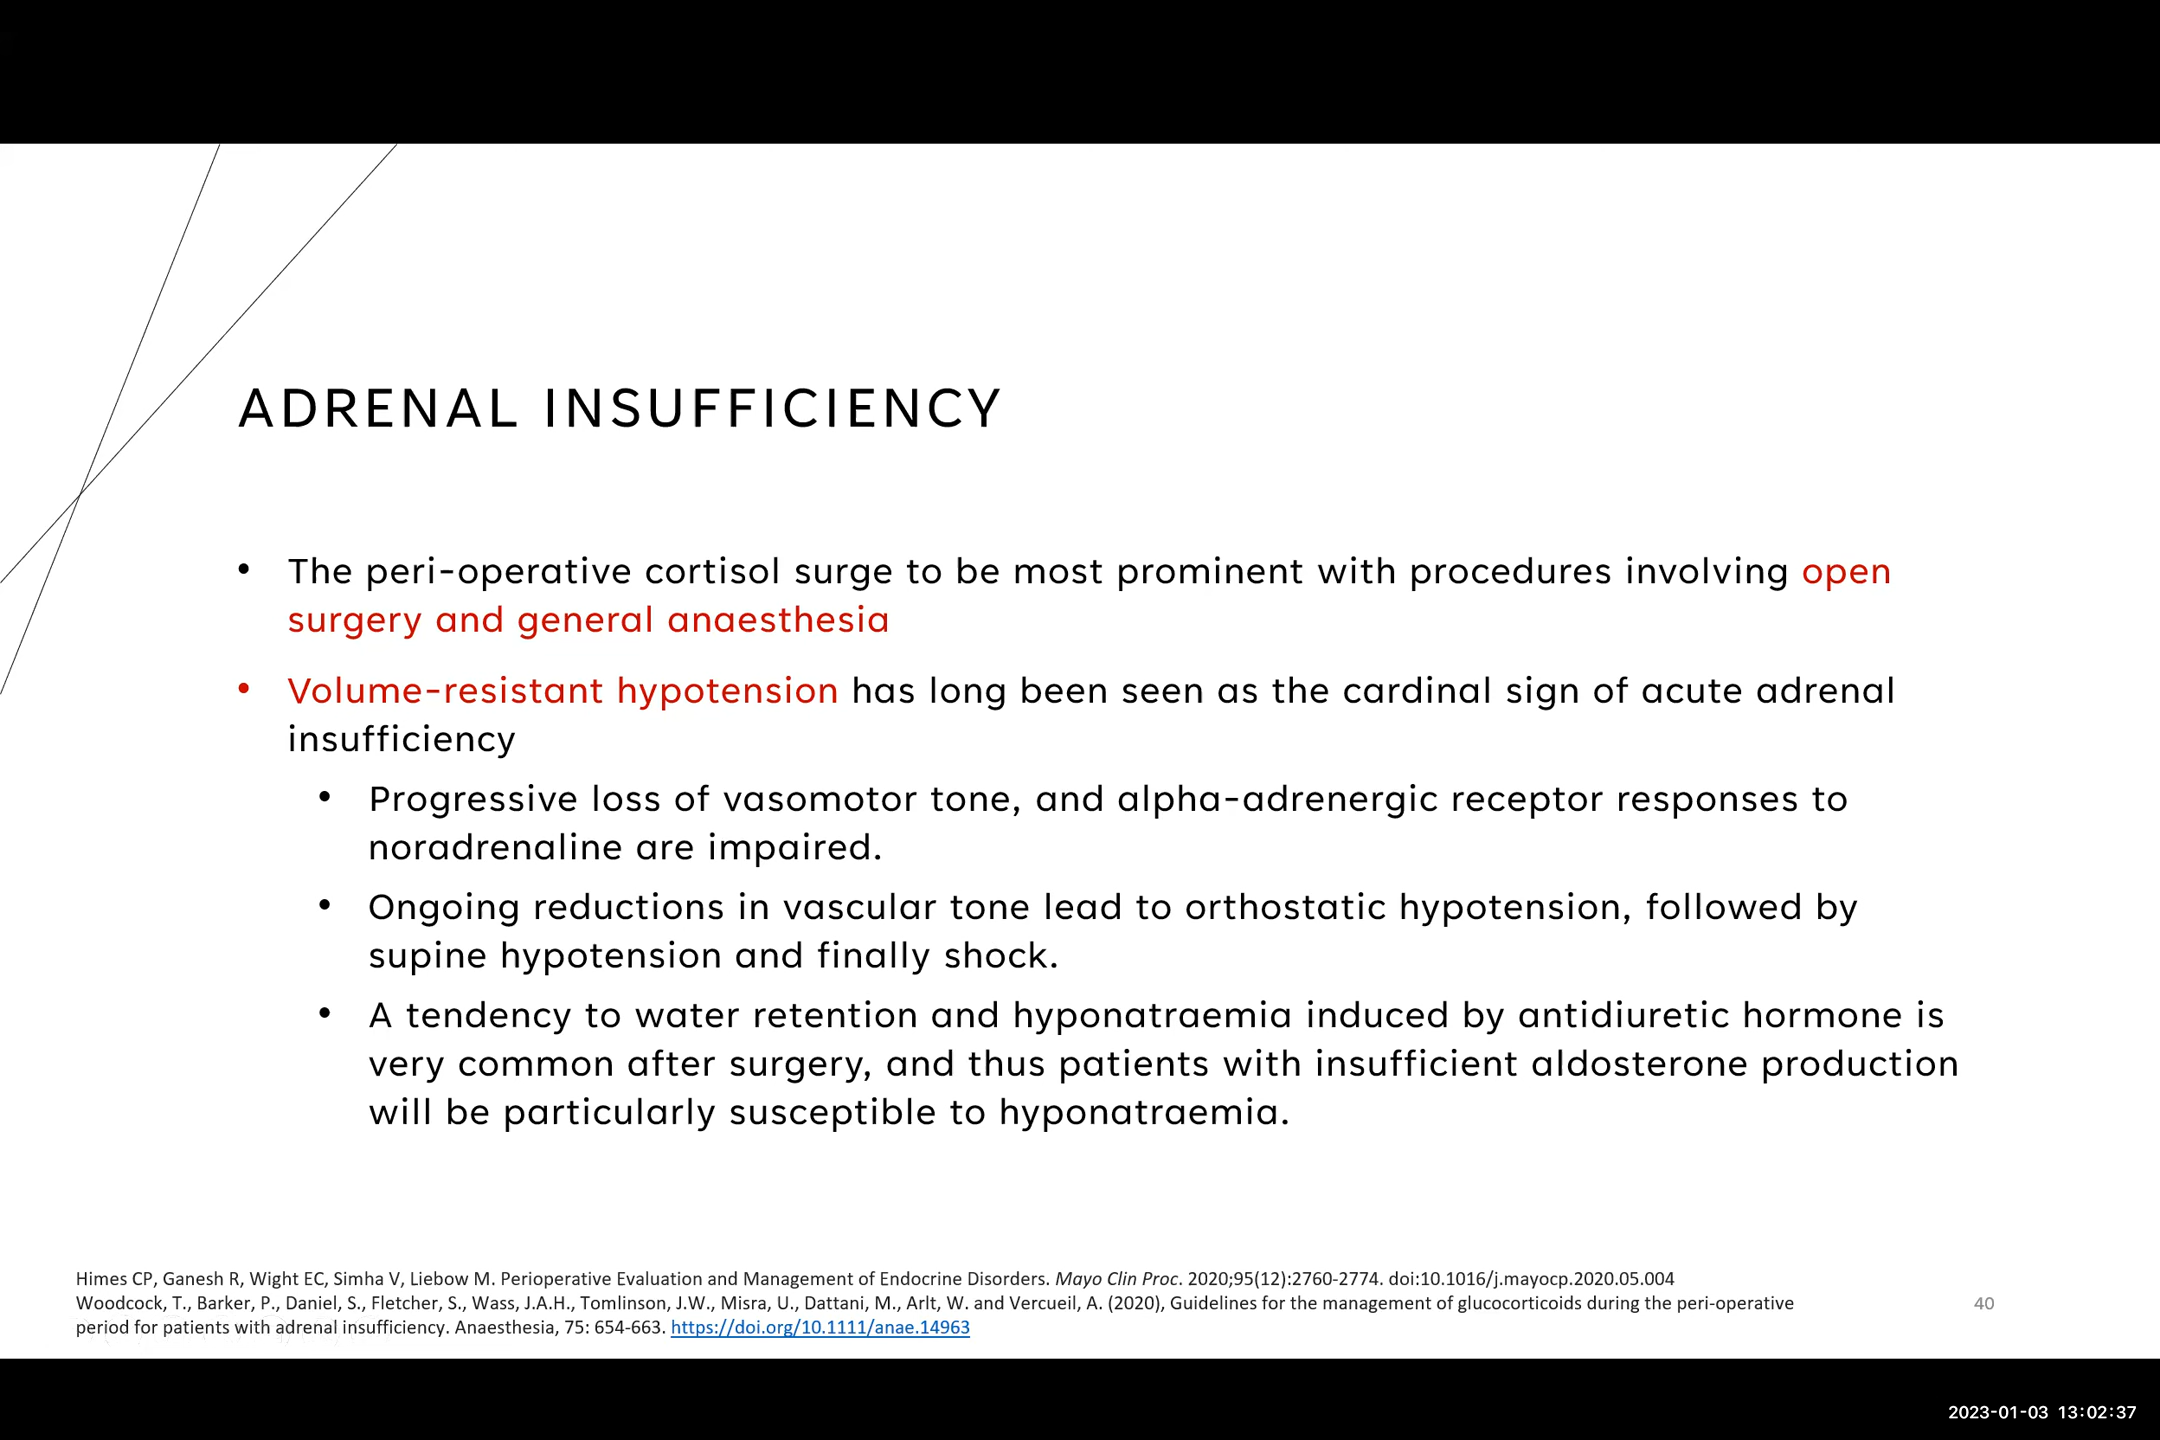 ADRENAL INSUFFICIENCY
• The peri-operative cortisol surge to be most prominent with procedures involving open
surgery and general anaesthesia
• Volume-resistant hypotension has long been seen as the cardinal sign of acute adrenal
insufficiency
• Progressive loss of vasomotor tone, and alpha-adrenergic receptor responses to
noradrenaline are impaired.
• Ongoing reductions in vascular tone lead to orthostatic hypotension, followed by
supine hypotension and finally shock.
• A tendency to water retention and hyponatraemia induced by antidiuretic hormone is
very common after surgery, and thus patients with insufficient aldosterone production
will be particularly susceptible to hyponatraemia.
Himes CP, Ganesh R, Wight EC, Simha V, Liebow M. Perioperative Evaluation and Management of Endocrine Disorders. Mayo Clin Proc. 2020;95(12):2760-2774. doi:10.1016/j.mayocp.2020.05.004
Woodcock, T., Barker, P., Daniel, S., Fletcher, S., Wass, J.A.H., Tomlinson, J.W., Misra, U., Dattani, M., Arlt, W. and Vercueil, A. (2020), Guidelines for the management of glucocorticoids during the peri-operative
period for patients with adrenal insufficiency. Anaesthesia, 75: 654-663. https://doi.org/10.1111/anae.14963
40
2023-01-03 13:02:37